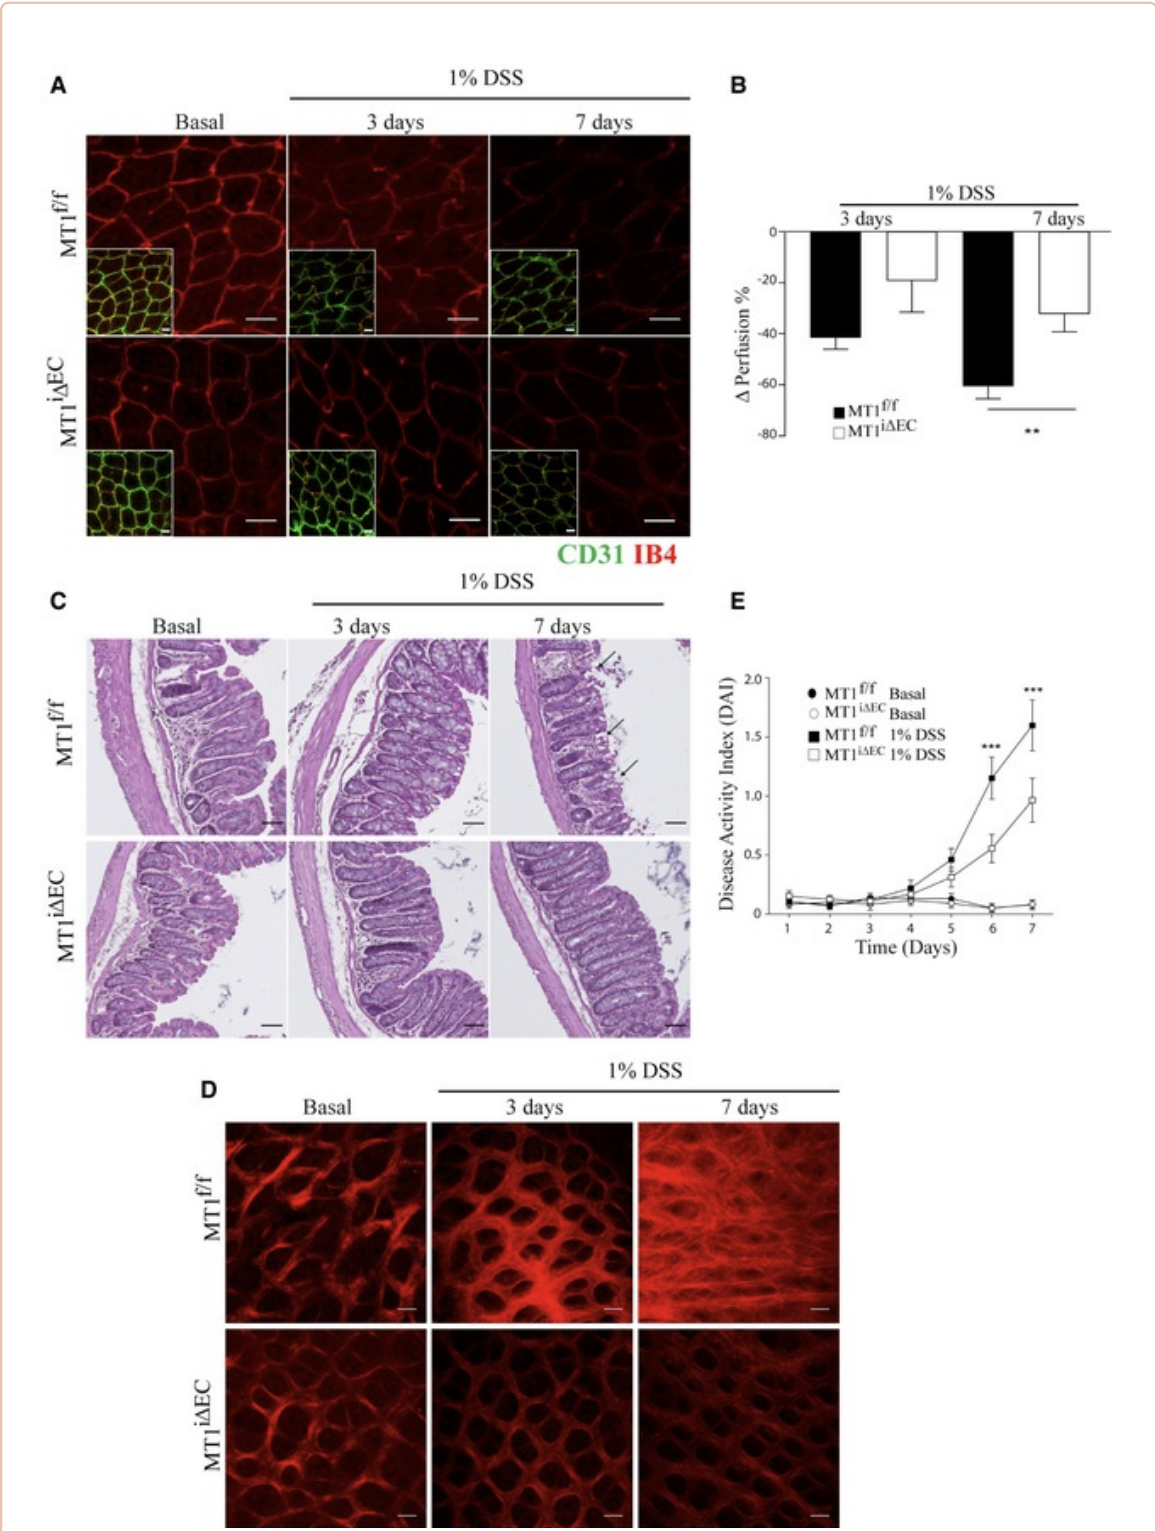 A
1% DSS
Basal
3 days
7 days
MT1f/f
MT1iΔEC
CD31 IB4
B
1% DSS
3 days
7 days
0
-20
-40
-60
-80
Δ Perfusion %
MT1f/f
MT1iΔEC
**
C
1% DSS
Basal
3 days
7 days
MT1f/f
MT1iΔEC
E
2.0
1.5
1.0
0.5
0
Disease Activity Index (DAI)
MT1f/f Basal
MT1iΔEC Basal
MT1f/f 1% DSS
MT1iΔEC 1% DSS
***
***
1 2 3 4 5 6 7
Time (Days)
D
1% DSS
Basal
3 days
7 days
MT1f/f
MT1iΔEC